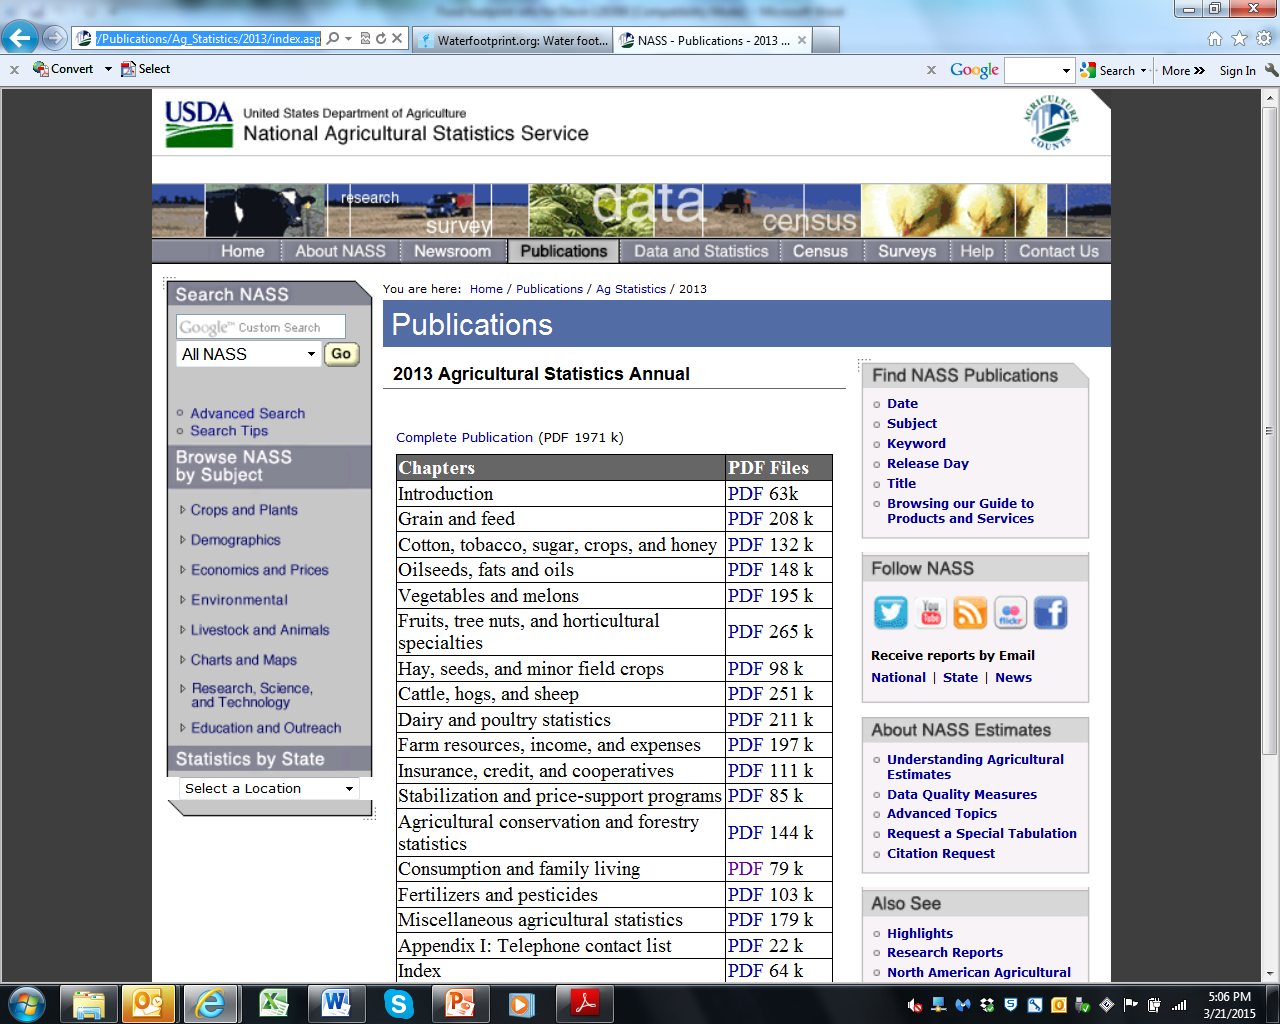 /Publications/Ag_Statistics/2013/index.asp
Waterfootprint.org: Water foot...
NASS - Publications - 2013 ...
Convert
Select
Google
Search
More
Sign In
USDA
United States Department of Agriculture
National Agricultural Statistics Service
AGRICULTURE COUNTS
research
survey
data
census
Home
About NASS
Newsroom
Publications
Data and Statistics
Census
Surveys
Help
Contact Us
Search NASS
Google™ Custom Search
All NASS
Go
Advanced Search
Search Tips
Browse NASS
by Subject
Crops and Plants
Demographics
Economics and Prices
Environmental
Livestock and Animals
Charts and Maps
Research, Science,
and Technology
Education and Outreach
Statistics by State
Select a Location
You are here: Home / Publications / Ag Statistics / 2013
Publications
2013 Agricultural Statistics Annual
Complete Publication (PDF 1971 k)
Chapters PDF Files
Introduction PDF 63k
Grain and feed PDF 208 k
Cotton, tobacco, sugar, crops, and honey PDF 132 k
Oilseeds, fats and oils PDF 148 k
Vegetables and melons PDF 195 k
Fruits, tree nuts, and horticultural
specialties PDF 265 k
Hay, seeds, and minor field crops PDF 98 k
Cattle, hogs, and sheep PDF 251 k
Dairy and poultry statistics PDF 211 k
Farm resources, income, and expenses PDF 197 k
Insurance, credit, and cooperatives PDF 111 k
Stabilization and price-support programs PDF 85 k
Agricultural conservation and forestry
statistics PDF 144 k
Consumption and family living PDF 79 k
Fertilizers and pesticides PDF 103 k
Miscellaneous agricultural statistics PDF 179 k
Appendix I: Telephone contact list PDF 22 k
Index PDF 64 k
Find NASS Publications
Date
Subject
Keyword
Release Day
Title
Browsing our Guide to
Products and Services
Follow NASS
You Tube
flickr
Receive reports by Email
National | State | News
About NASS Estimates
Understanding Agricultural
Estimates
Data Quality Measures
Advanced Topics
Request a Special Tabulation
Citation Request
Also See
Highlights
Research Reports
North American Agricultural
5:06 PM
3/21/2015